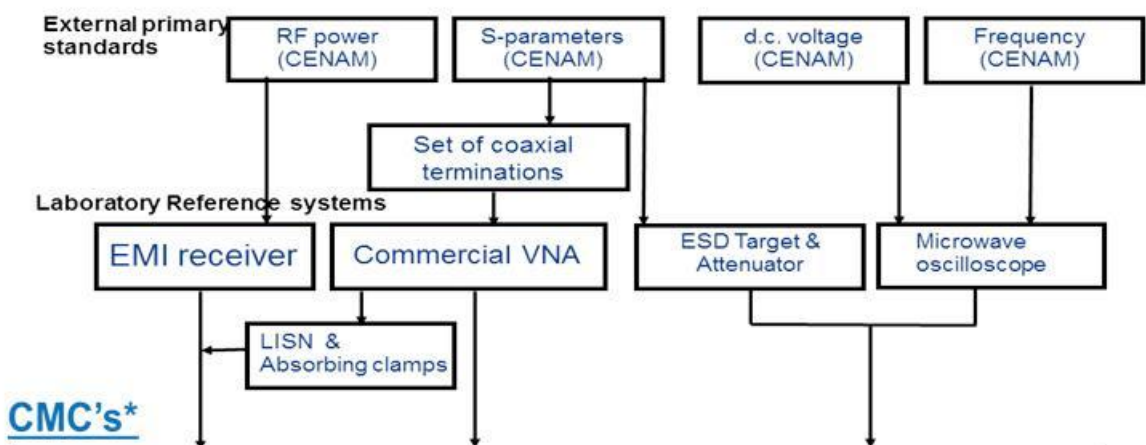 External primary
standards
RF power
(CENAM)
S-parameters
(CENAM)
d.c. voltage
(CENAM)
Frequency
(CENAM)
Set of coaxial
terminations
Laboratory Reference systems
EMI receiver
Commercial VNA
ESD Target &
Attenuator
Microwave
oscilloscope
LISN &
Absorbing clamps
CMC's*